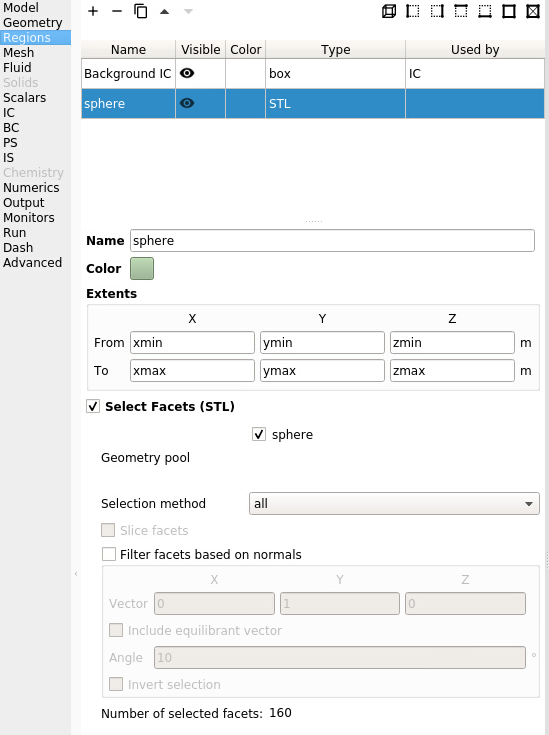 Model
Geometry
Regions
Mesh
Fluid
Solids
Scalars
IC
BC
PS
IS
Chemistry
Numerics
Output
Monitors
Run
Dash
Advanced
Name Visible Color Type Used by
Background IC box IC
sphere STL
Name sphere
Color
Extents
X Y Z
From xmin ymin zmin m
To xmax ymax zmax m
Select Facets (STL)
sphere
Geometry pool
Selection method all
Slice facets
Filter facets based on normals
X Y Z
Vector 0 1 0
Include equilibrant vector
Angle 10 °
Invert selection
Number of selected facets: 160